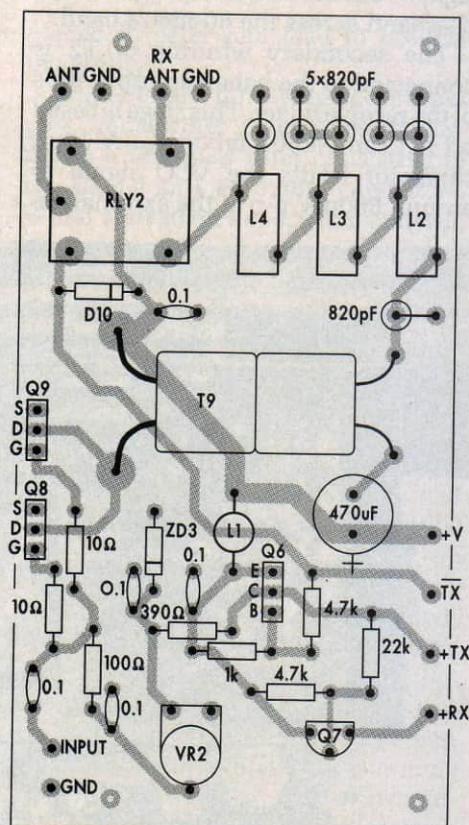 RX
ANT GND ANT GND
5x820pF
RLY2
L4
L3
L2
D10
0.1
820pF
Q9
S
D
G
T9
Q8
S
D
G
10Ω
ZD3
0.1
L1
470uF
+
+V
Q6
E
C
B
O.1
390Ω
4.7k
T̅X̅
10Ω
100Ω
1k
22k
+TX
4.7k
0.1
0.1
VR2
Q7
+RX
INPUT
GND